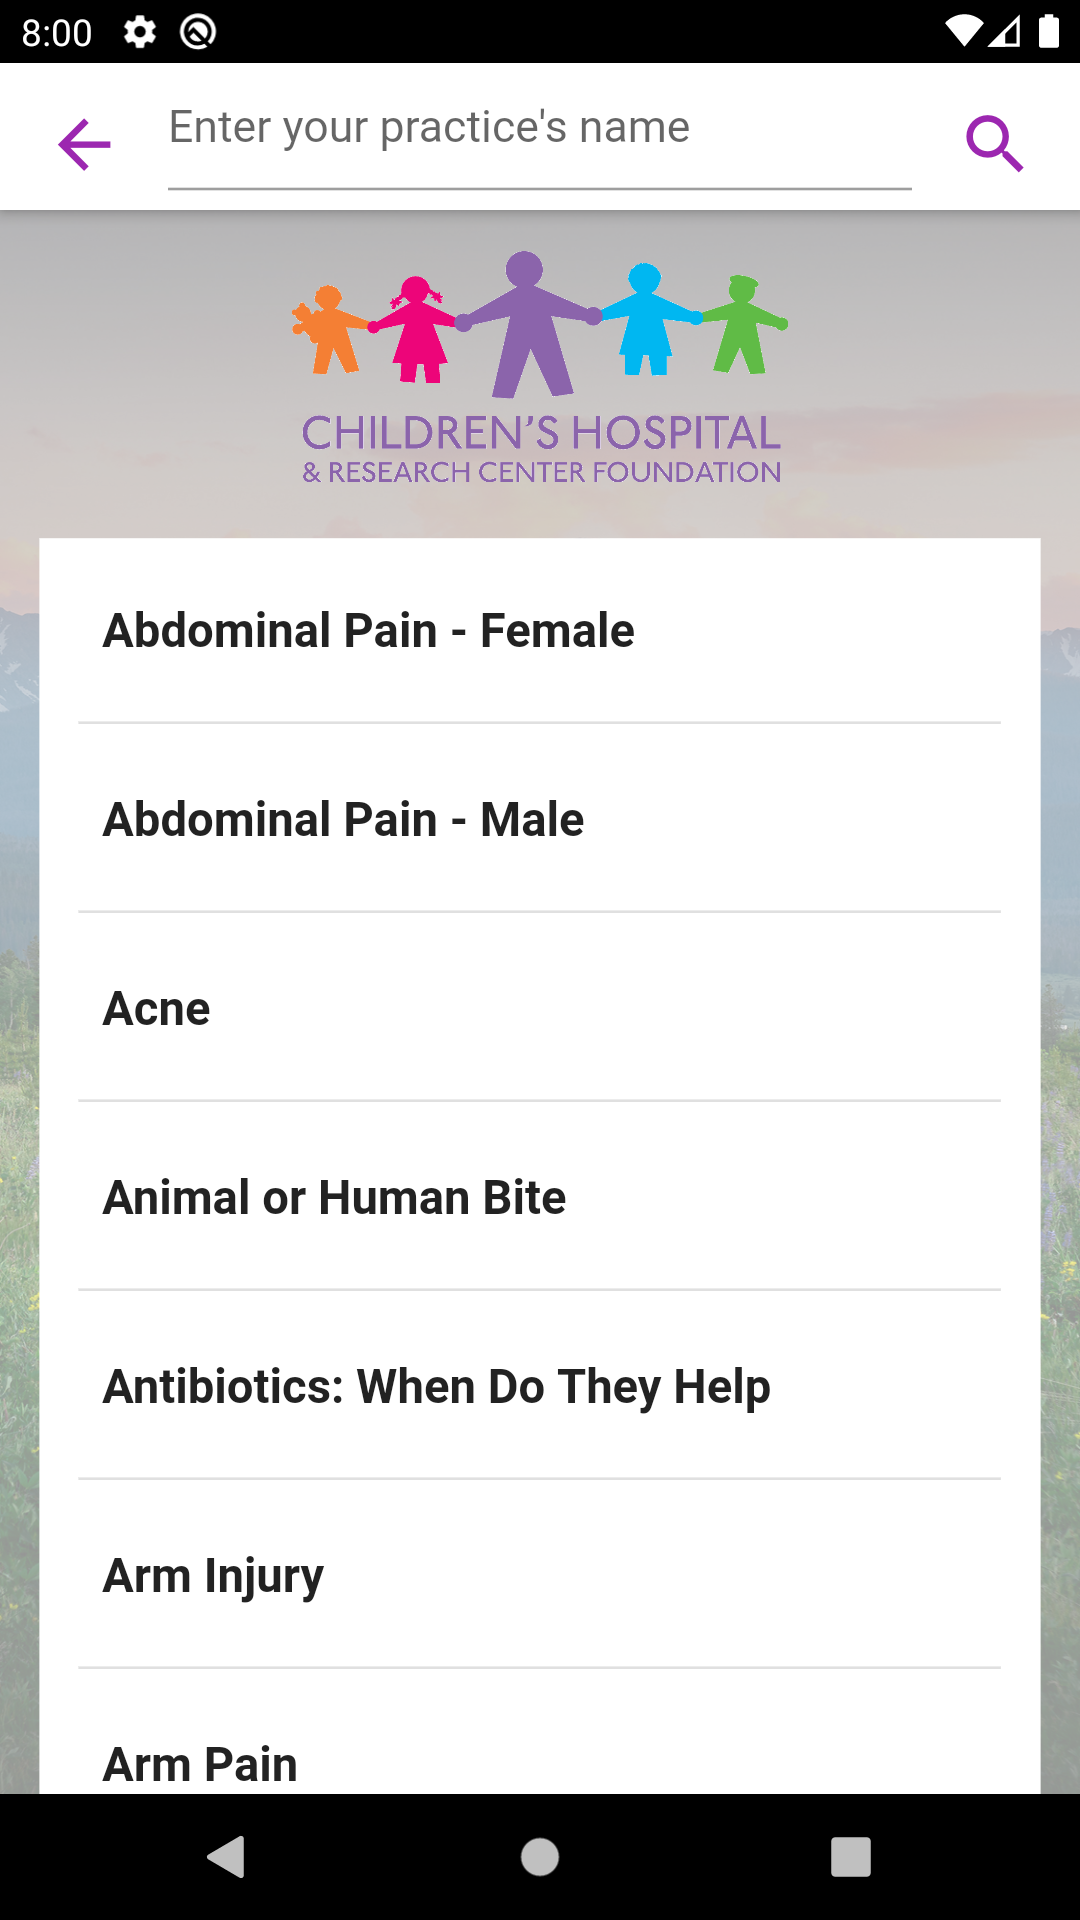 8:00
Enter your practice's name
CHILDREN'S HOSPITAL
& RESEARCH CENTER FOUNDATION
Abdominal Pain - Female
Abdominal Pain - Male
Acne
Animal or Human Bite
Antibiotics: When Do They Help
Arm Injury
Arm Pain